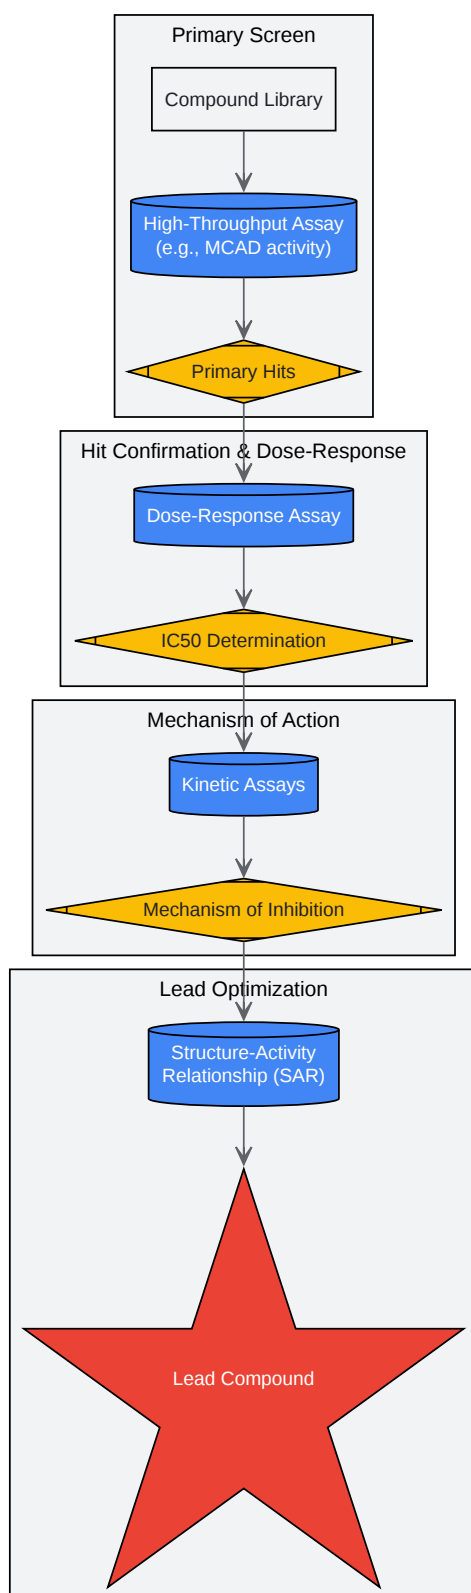 Primary Screen
Compound Library
High-Throughput Assay
(e.g., MCAD activity)
Primary Hits
Hit Confirmation & Dose-Response
Dose-Response Assay
IC50 Determination
Mechanism of Action
Kinetic Assays
Mechanism of Inhibition
Lead Optimization
Structure-Activity
Relationship (SAR)
Lead Compound